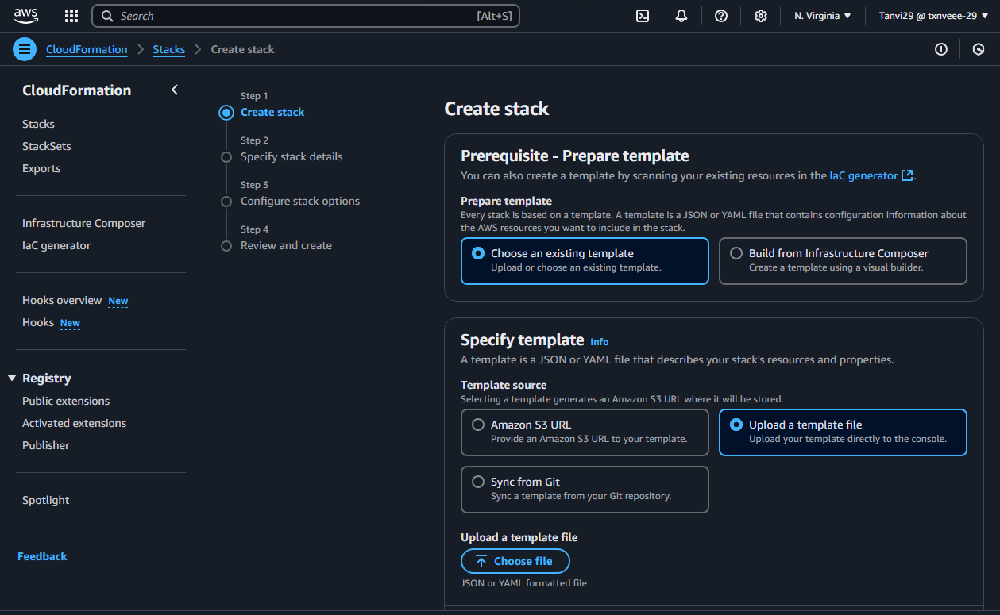 aws
Search
[Alt+S]
N. Virginia
Tanvi29 @ txnveee-29
CloudFormation
Stacks
Create stack
CloudFormation
Stacks
StackSets
Exports
Infrastructure Composer
IaC generator
Hooks overview New
Hooks New
Registry
Public extensions
Activated extensions
Publisher
Spotlight
Feedback
Step 1
Create stack
Step 2
Specify stack details
Step 3
Configure stack options
Step 4
Review and create
Create stack
Prerequisite - Prepare template
You can also create a template by scanning your existing resources in the IaC generator.
Prepare template
Every stack is based on a template. A template is a JSON or YAML file that contains configuration information about
the AWS resources you want to include in the stack.
Choose an existing template
Upload or choose an existing template.
Build from Infrastructure Composer
Create a template using a visual builder.
Specify template Info
A template is a JSON or YAML file that describes your stack's resources and properties.
Template source
Selecting a template generates an Amazon S3 URL where it will be stored.
Amazon S3 URL
Provide an Amazon S3 URL to your template.
Upload a template file
Upload your template directly to the console.
Sync from Git
Sync a template from your Git repository.
Upload a template file
Choose file
JSON or YAML formatted file